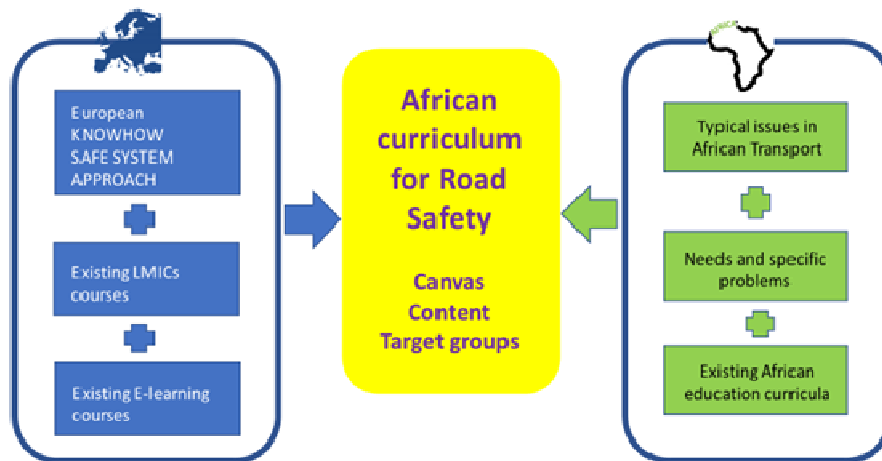 European
KNOWHOW
SAFE SYSTEM
APPROACH
Existing LMICs
courses
Existing E-learning
courses
African
curriculum
for Road
Safety
Canvas
Content
Target groups
AFRICA
Typical issues in
African Transport
Needs and specific
problems
Existing African
education curricula